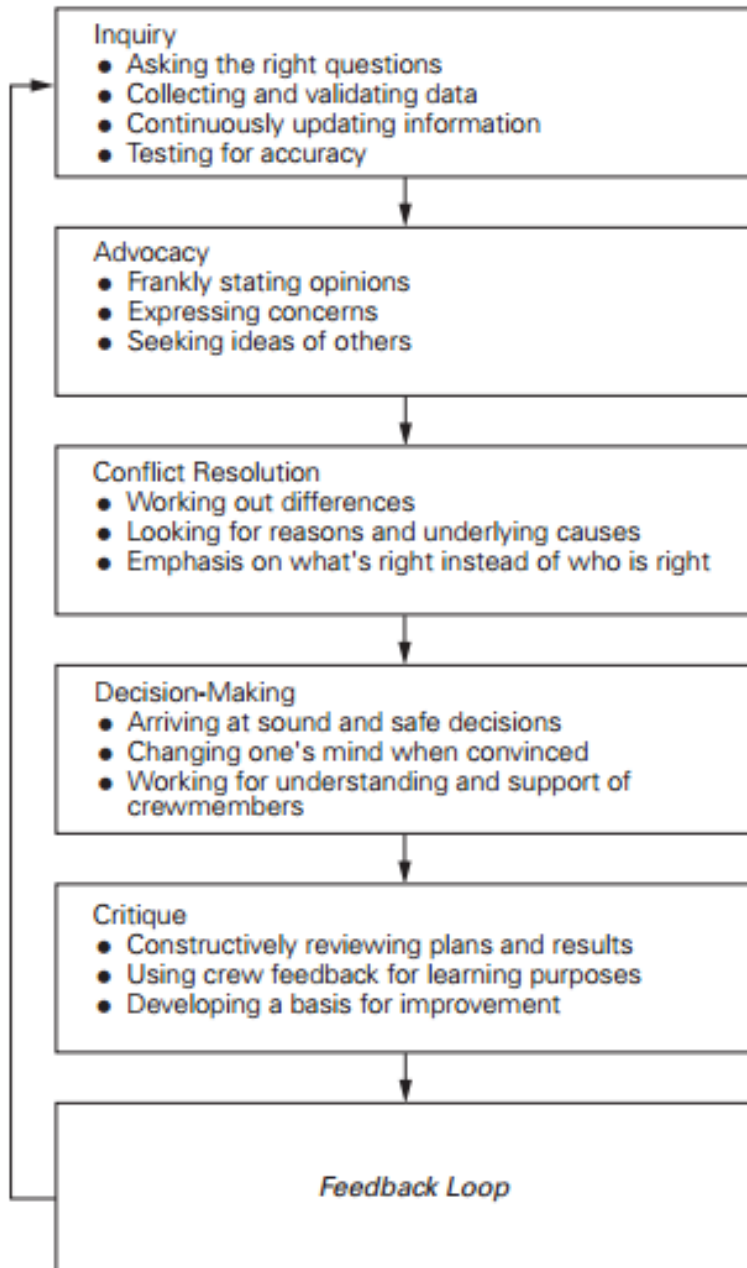 Inquiry
● Asking the right questions
● Collecting and validating data
● Continuously updating information
● Testing for accuracy
Advocacy
● Frankly stating opinions
● Expressing concerns
● Seeking ideas of others
Conflict Resolution
● Working out differences
● Looking for reasons and underlying causes
● Emphasis on what's right instead of who is right
Decision-Making
● Arriving at sound and safe decisions
● Changing one's mind when convinced
● Working for understanding and support of
crewmembers
Critique
● Constructively reviewing plans and results
● Using crew feedback for learning purposes
● Developing a basis for improvement
Feedback Loop